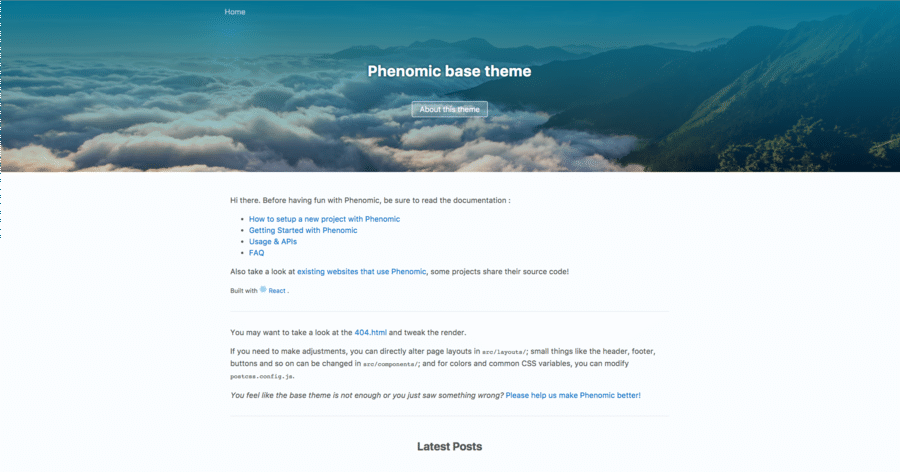 Home
Phenomic base theme
About this theme
Hi there. Before having fun with Phenomic, be sure to read the documentation :
• How to setup a new project with Phenomic
• Getting Started with Phenomic
• Usage & APIs
• FAQ
Also take a look at existing websites that use Phenomic, some projects share their source code!
Built with React .
You may want to take a look at the 404.html and tweak the render.
If you need to make adjustments, you can directly alter page layouts in src/layouts/; small things like the header, footer,
buttons and so on can be changed in src/components/; and for colors and common CSS variables, you can modify
postcss.config.js.
You feel like the base theme is not enough or you just saw something wrong? Please help us make Phenomic better!
Latest Posts